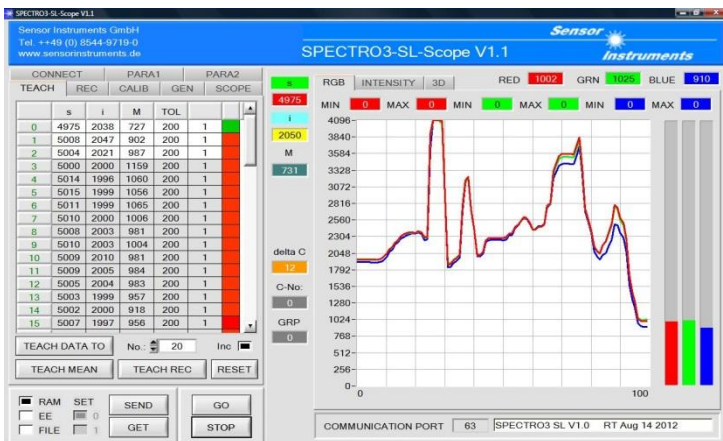 SPECTRO3-SL-Scope V1.1
Sensor Instruments GmbH
Tel. ++49 (0) 8544-9719-0
www.sensorinstruments.de
SPECTRO3-SL-Scope V1.1
Sensor
Instruments
CONNECT PARA1 PARA2
TEACH REC CALIB GEN SCOPE
s i M TOL
0 4975 2038 727 200 1
1 5008 2047 902 200 1
2 5004 2021 987 200 1
3 5000 2000 1159 200 1
4 5014 1996 1060 200 1
5 5015 1999 1056 200 1
6 5011 1999 1065 200 1
7 5010 2000 1006 200 1
8 5008 2003 981 200 1
9 5010 2003 1004 200 1
10 5009 2010 981 200 1
11 5009 2005 984 200 1
12 5005 2004 983 200 1
13 5003 1999 957 200 1
14 5002 2000 918 200 1
15 5007 1997 956 200 1
TEACH DATA TO No.: 20 Inc
TEACH MEAN TEACH REC RESET
RAM SET
EE 0
FILE 1
SEND GO
GET STOP
s
4975
i
2050
M
731
delta C
12
C-No:
0
GRP
0
RGB INTENSITY 3D RED 1002 GRN 1025 BLUE 910
MIN 0 MAX 0 MIN 0 MAX 0 MIN 0 MAX 0
4096
3840
3584
3328
3072
2816
2560
2304
2048
1792
1536
1280
1024
768
512
256
0
0 100
COMMUNICATION PORT 63 SPECTRO3 SL V1.0 RT Aug 14 2012